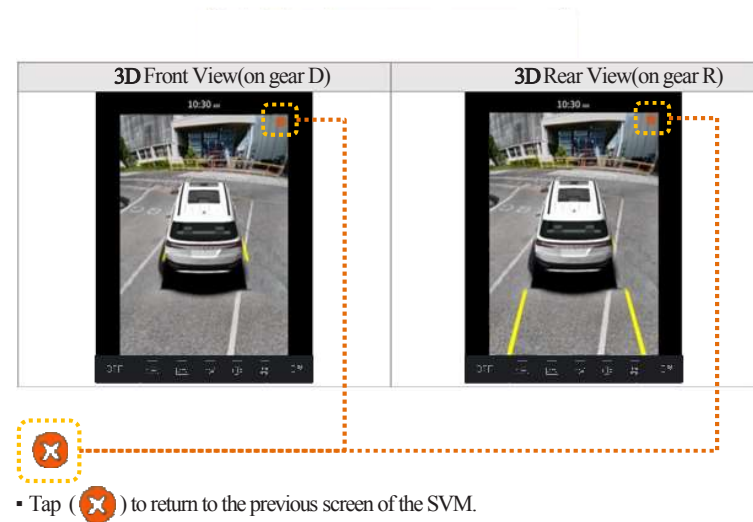 3D Front View(on gear D)
3D Rear View(on gear R)
10:30
10:30
▪ Tap ( ) to return to the previous screen of the SVM.